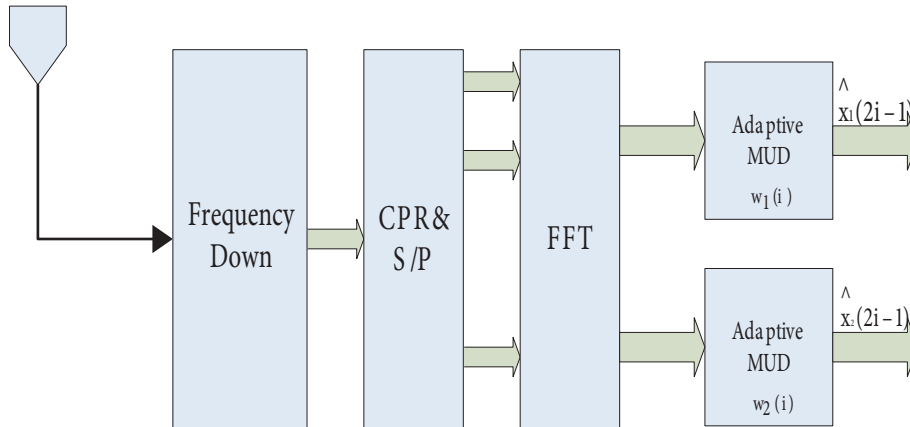 Frequency
Down
CPR&
S/P
FFT
Adaptive
MUD
w1(i)
^
x1(2i-1)
Adaptive
MUD
w2(i)
^
x2(2i-1)